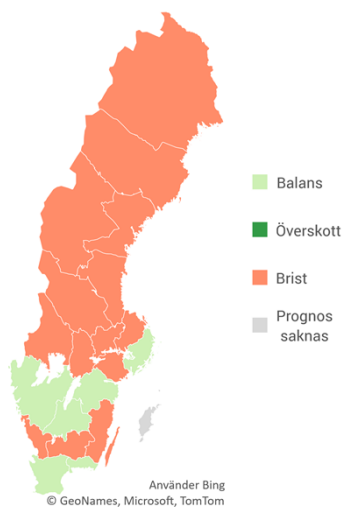 Balans
Överskott
Brist
Prognos
saknas
Använder Bing
© GeoNames, Microsoft, TomTom